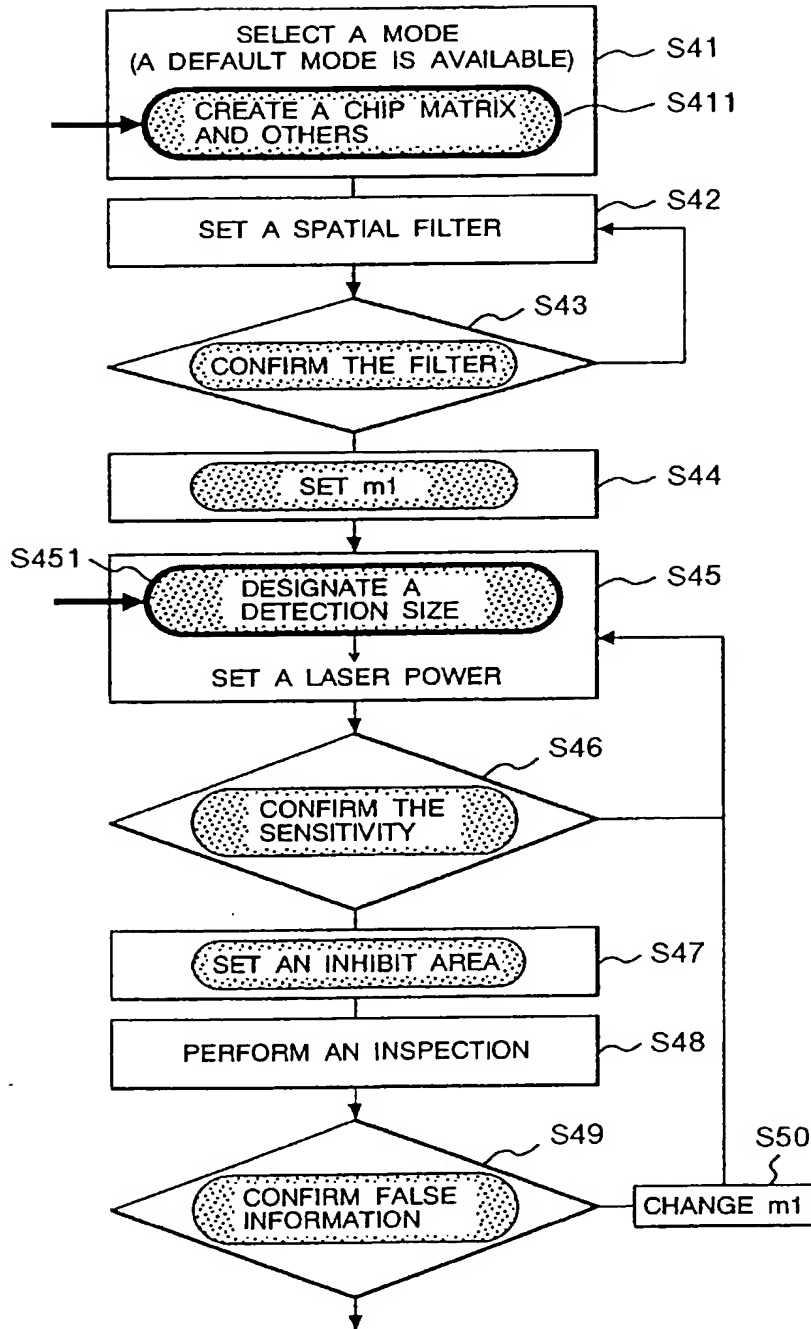 SELECT A MODE
(A DEFAULT MODE IS AVAILABLE)
S41
CREATE A CHIP MATRIX
AND OTHERS
S411
S42
SET A SPATIAL FILTER
S43
CONFIRM THE FILTER
SET m1
S44
S451
DESIGNATE A
DETECTION SIZE
S45
SET A LASER POWER
S46
CONFIRM THE
SENSITIVITY
SET AN INHIBIT AREA
S47
PERFORM AN INSPECTION
S48
S49
S50
CONFIRM FALSE
INFORMATION
CHANGE m1